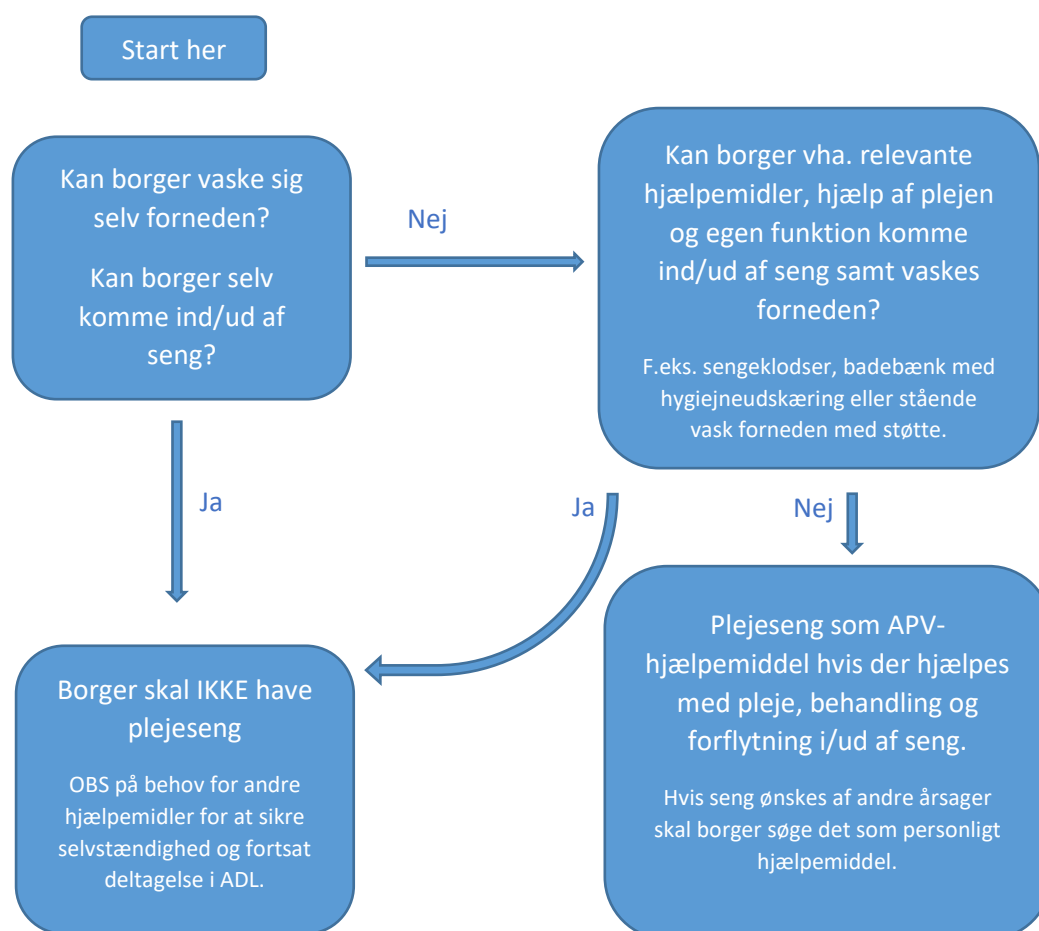 Start her
Kan borger vaske sig
selv forneden?
Kan borger selv
komme ind/ud af
seng?
Nej
Kan borger vha. relevante
hjælpemidler, hjælp af plejen
og egen funktion komme
ind/ud af seng samt vaskes
forneden?
F.eks. sengeklodser, badebænk med
hygiejneudskæring eller stående
vask forneden med støtte.
Ja
Ja
Nej
Borger skal IKKE have
plejeseng
OBS på behov for andre
hjælpemidler for at sikre
selvstændighed og fortsat
deltagelse i ADL.
Plejeseng som APV-
hjælpemiddel hvis der hjælpes
med pleje, behandling og
forflytning i/ud af seng.
Hvis seng ønskes af andre årsager
skal borger søge det som personligt
hjælpemiddel.